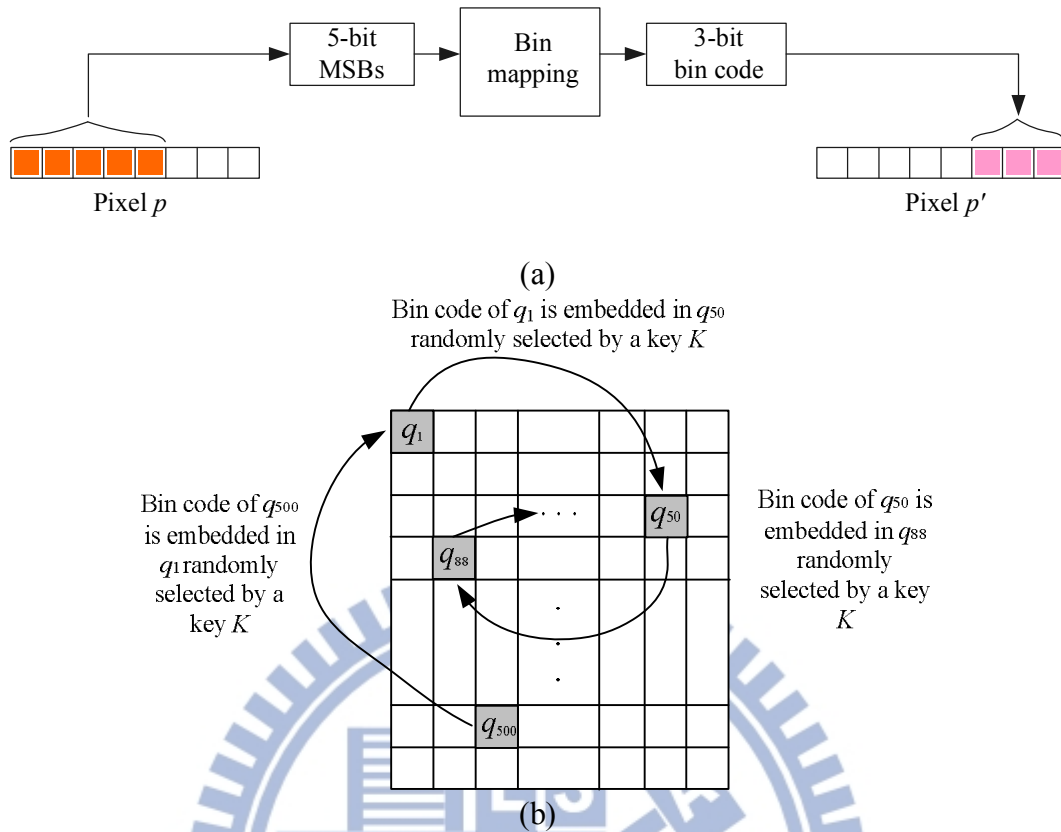 5-bit
MSBs
Bin
mapping
3-bit
bin code
Pixel p
Pixel p′
(a)
Bin code of q1 is embedded in q50
randomly selected by a key K
q1
Bin code of q500
is embedded in
q1 randomly
selected by a
key K
. . .
q50
q88
Bin code of q50 is
embedded in q88
randomly
selected by a key
K
q500
(b)